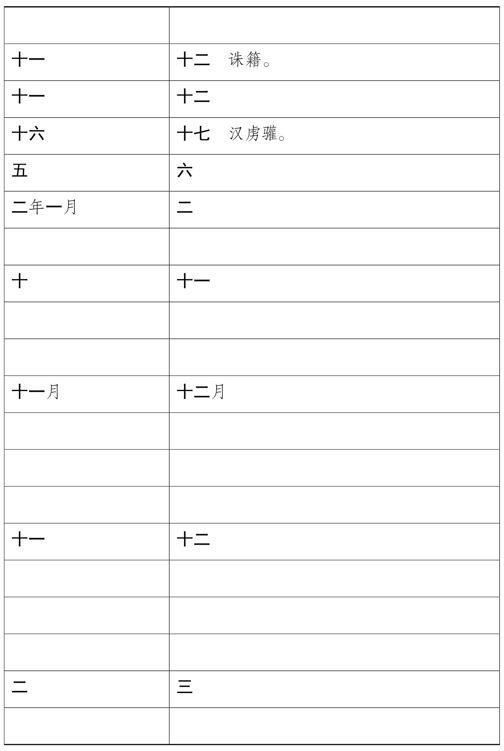 十一 十二 诛籍。
十一 十二
十六 十七 汉虏驩。
五 六
二年一月 二
十 十一
十一月 十二月
十一 十二
二 三